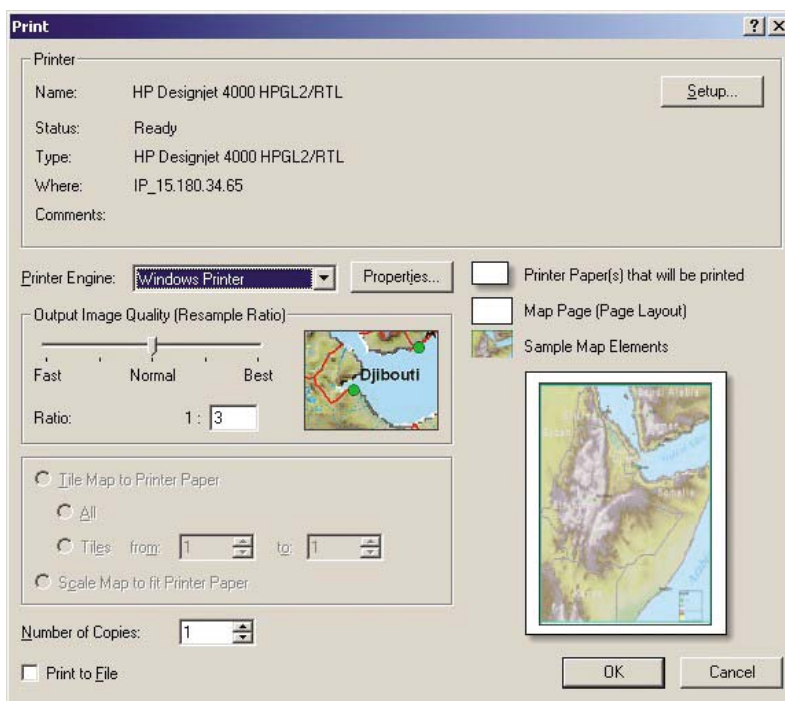 Print
Printer
Name: HP Designjet 4000 HPGL2/RTL
Setup...
Status: Ready
Type: HP Designjet 4000 HPGL2/RTL
Where: IP_15.180.34.65
Comments:
Printer Engine: Windows Printer
Properties...
Printer Paper(s) that will be printed
Map Page (Page Layout)
Sample Map Elements
Output Image Quality (Resample Ratio)
Fast Normal Best
Ratio: 1 : 3
Djibouti
Tile Map to Printer Paper
All
Tiles from: 1 to: 1
Scale Map to fit Printer Paper
Somalia
Number of Copies: 1
Print to File
OK
Cancel